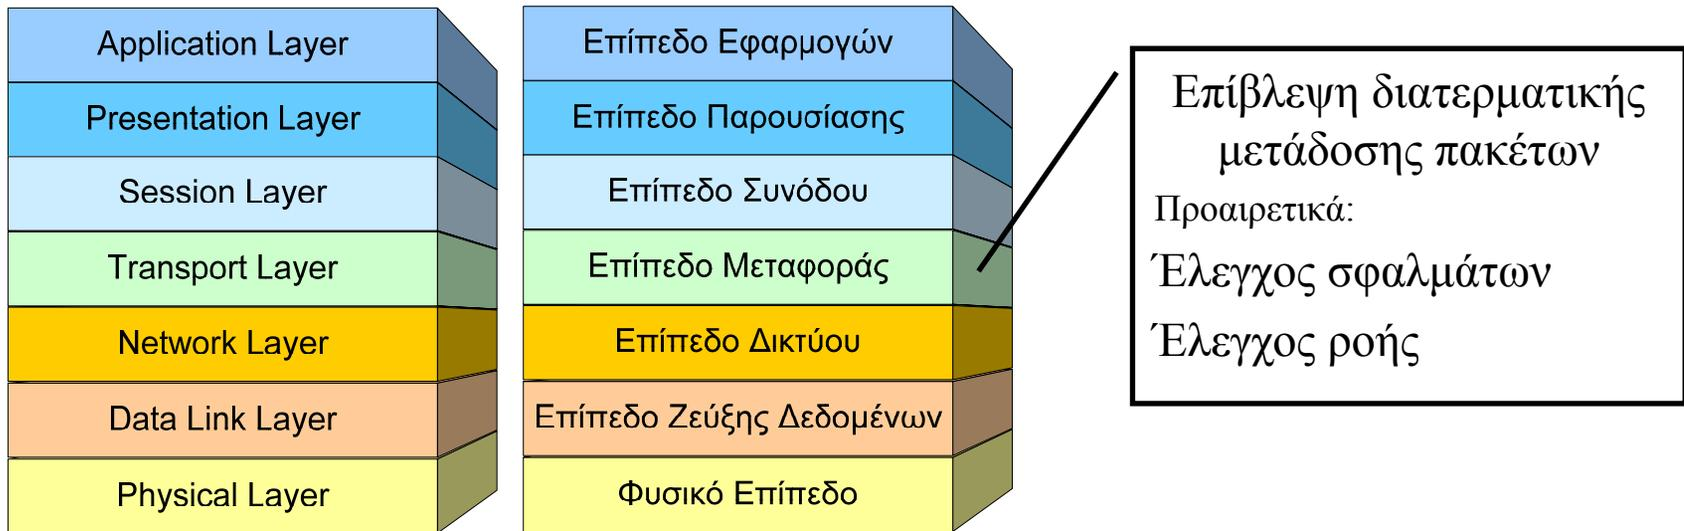 Application Layer
Presentation Layer
Session Layer
Transport Layer
Network Layer
Data Link Layer
Physical Layer
Επίπεδο Εφαρμογών
Επίπεδο Παρουσίασης
Επίπεδο Συνόδου
Επίπεδο Μεταφοράς
Επίπεδο Δικτύου
Επίπεδο Ζεύξης Δεδομένων
Φυσικό Επίπεδο
Επίβλεψη διατερματικής
μετάδοσης πακέτων
Προαιρετικά:
Έλεγχος σφαλμάτων
Έλεγχος ροής